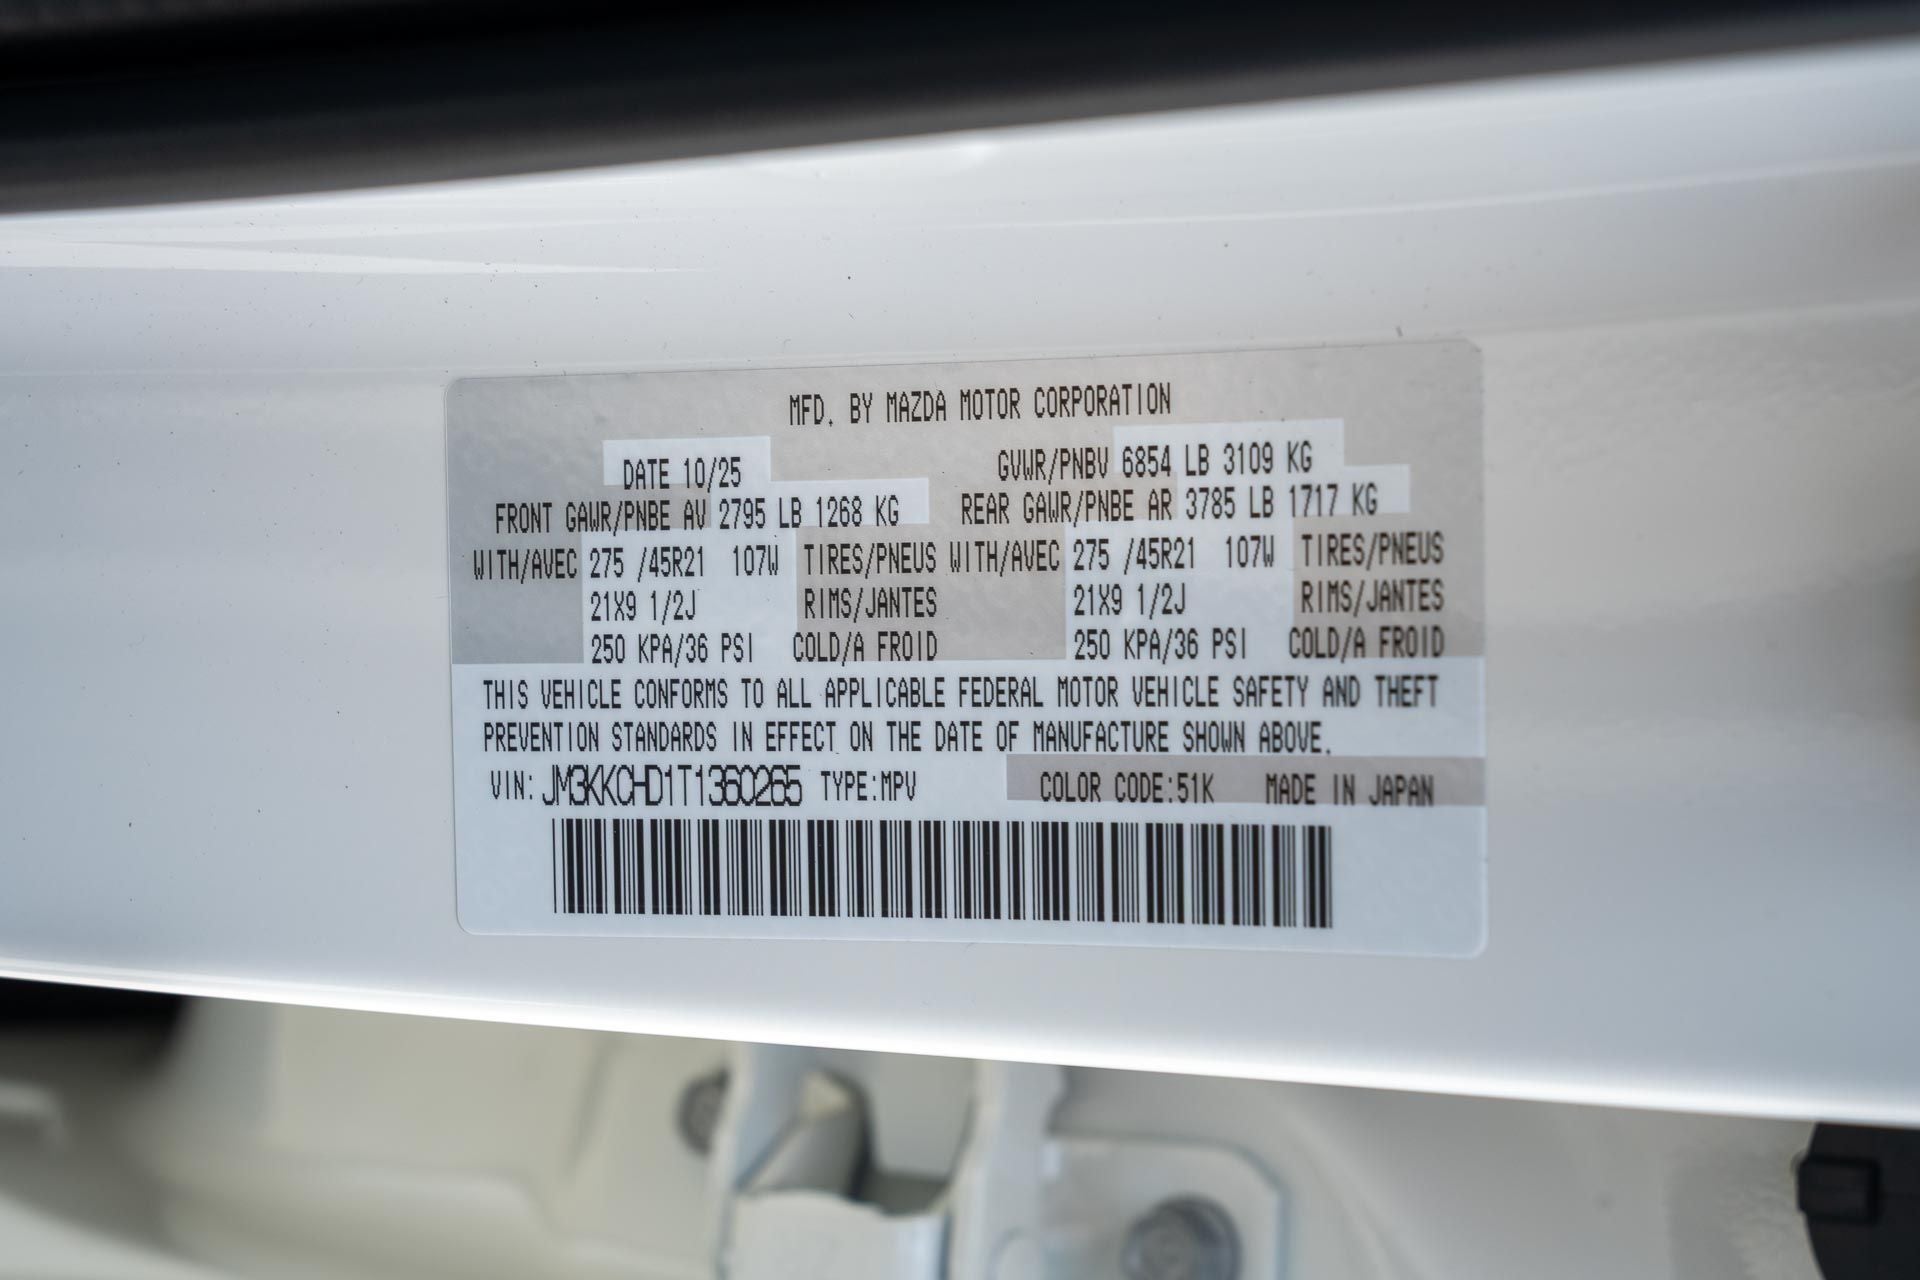 MFD. BY MAZDA MOTOR CORPORATION
DATE 10/25 GVWR/PNBV 6854 LB 3109 KG
FRONT GAWR/PNBE AV 2795 LB 1268 KG REAR GAWR/PNBE AR 3785 LB 1717 KG
WITH/AVEC 275 /45R21 107W TIRES/PNEUS WITH/AVEC 275 /45R21 107W TIRES/PNEUS
21X9 1/2J RIMS/JANTES 21X9 1/2J RIMS/JANTES
250 KPA/36 PSI COLD/A FROID 250 KPA/36 PSI COLD/A FROID
THIS VEHICLE CONFORMS TO ALL APPLICABLE FEDERAL MOTOR VEHICLE SAFETY AND THEFT
PREVENTION STANDARDS IN EFFECT ON THE DATE OF MANUFACTURE SHOWN ABOVE.
VIN: JM3KKCHD1T1360265 TYPE:MPV COLOR CODE:51K MADE IN JAPAN